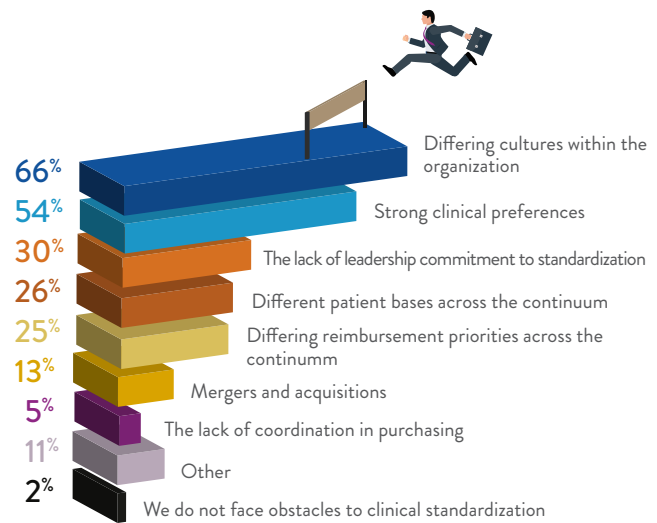 66%
Differing cultures within the
organization
54%
Strong clinical preferences
30%
The lack of leadership commitment to standardization
26%
Different patient bases across the continuum
25%
Differing reimbursement priorities across the
continumm
13%
Mergers and acquisitions
5%
The lack of coordination in purchasing
11%
Other
2%
We do not face obstacles to clinical standardization